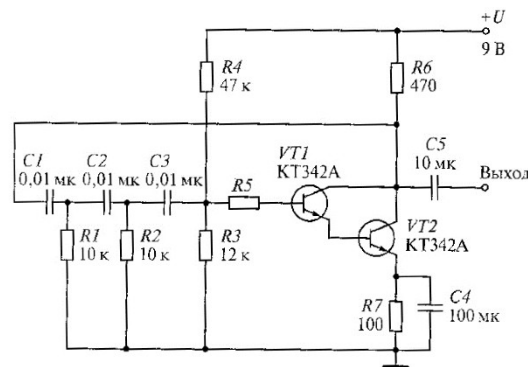 +U
9 В
R4
47 к
R6
470
C1
0,01 мк
C2
0,01 мк
C3
0,01 мк
R5
VT1
КТ342А
C5
10 мк
Выход
R1
10 к
R2
10 к
R3
12 к
VT2
КТ342А
R7
100
C4
100 мк